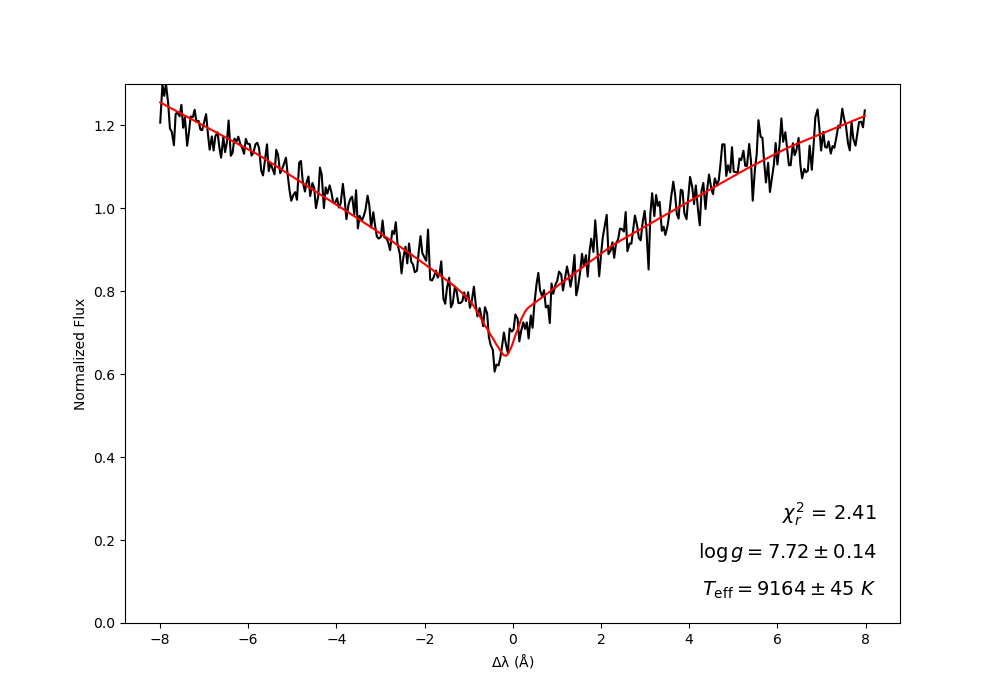 1.2
1.0
0.8
0.6
0.4
0.2
0.0
Normalized Flux
χ²ᵣ = 2.41
log g = 7.72 ± 0.14
T_eff = 9164 ± 45 K
−8 −6 −4 −2 0 2 4 6 8
Δλ (Å)